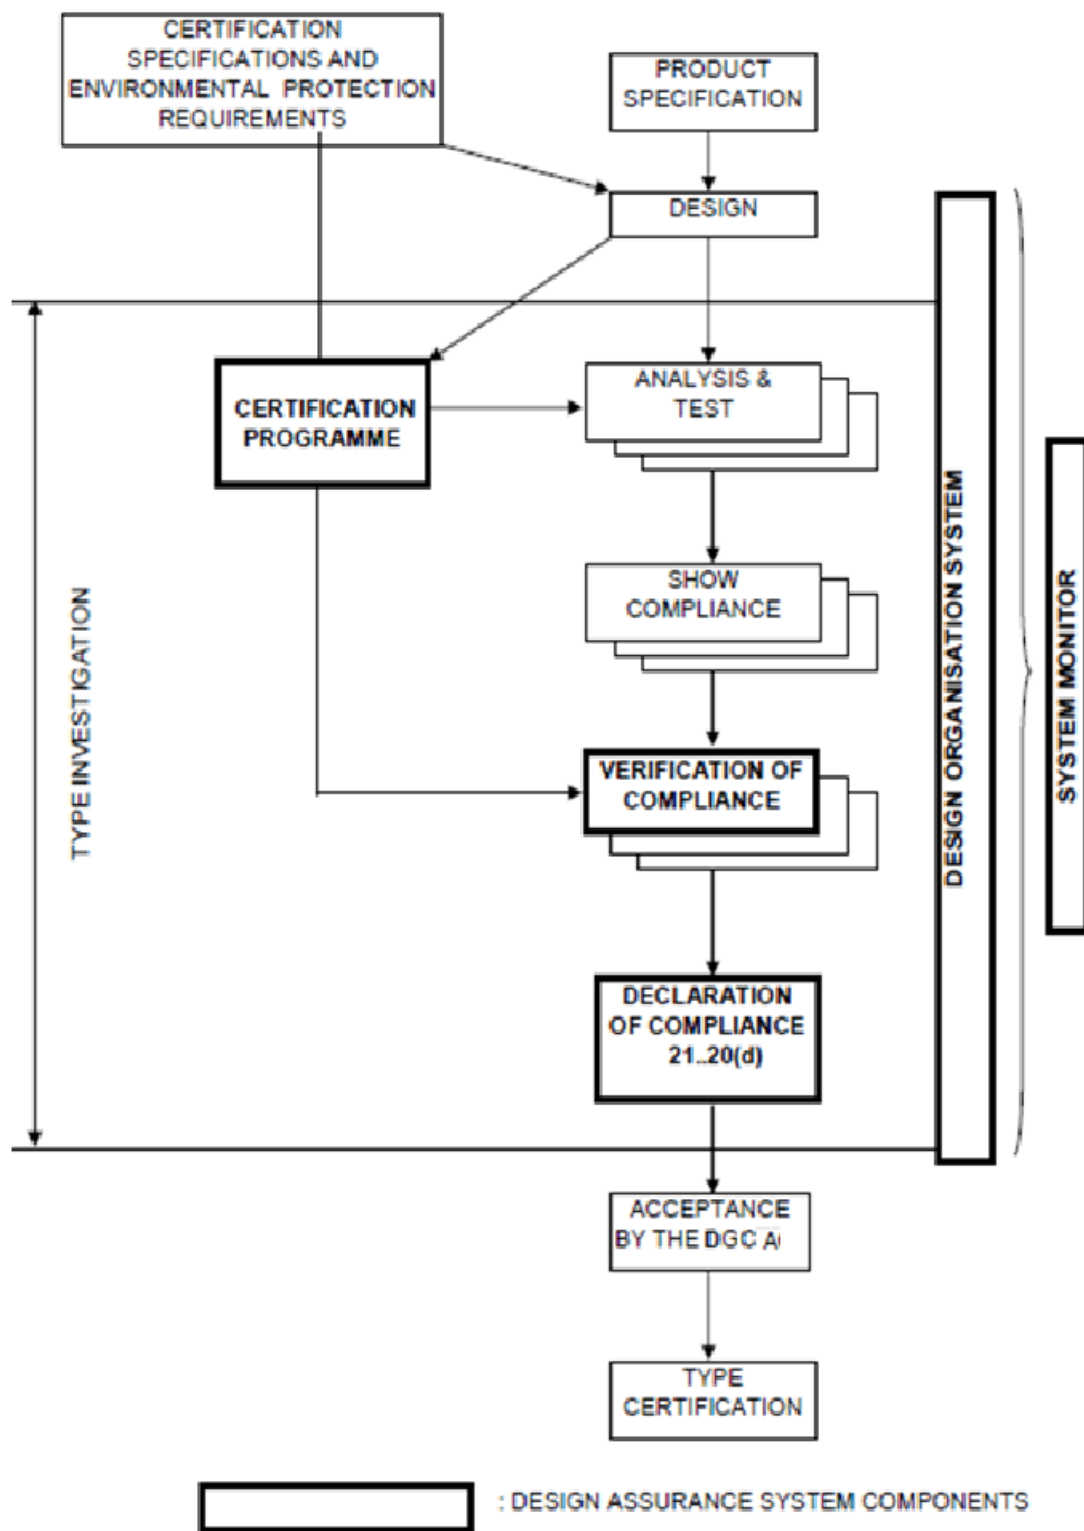 CERTIFICATION
SPECIFICATIONS AND
ENVIRONMENTAL PROTECTION
REQUIREMENTS
PRODUCT
SPECIFICATION
DESIGN
CERTIFICATION
PROGRAMME
ANALYSIS &
TEST
SHOW
COMPLIANCE
VERIFICATION OF
COMPLIANCE
DECLARATION
OF COMPLIANCE
21..20(d)
ACCEPTANCE
BY THE DGCA
TYPE
CERTIFICATION
TYPE INVESTIGATION
DESIGN ORGANISATION SYSTEM
SYSTEM MONITOR
: DESIGN ASSURANCE SYSTEM COMPONENTS